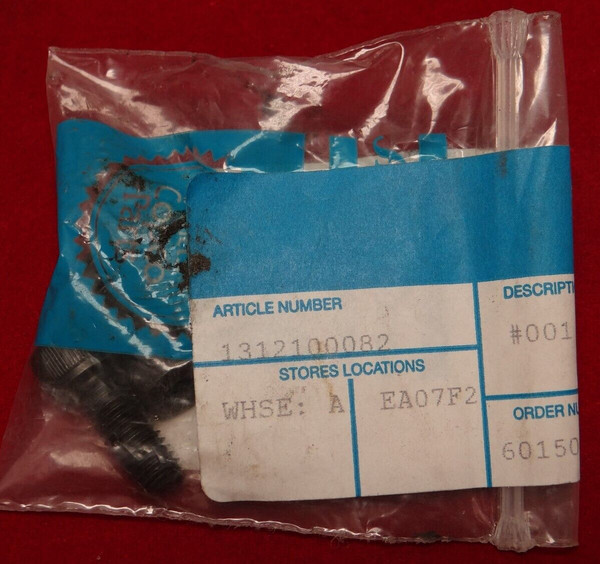 ARTICLE NUMBER
1312100082
STORES LOCATIONS
WHSE: A EA07F2
DESCRIPTI
#001
ORDER NU
60150